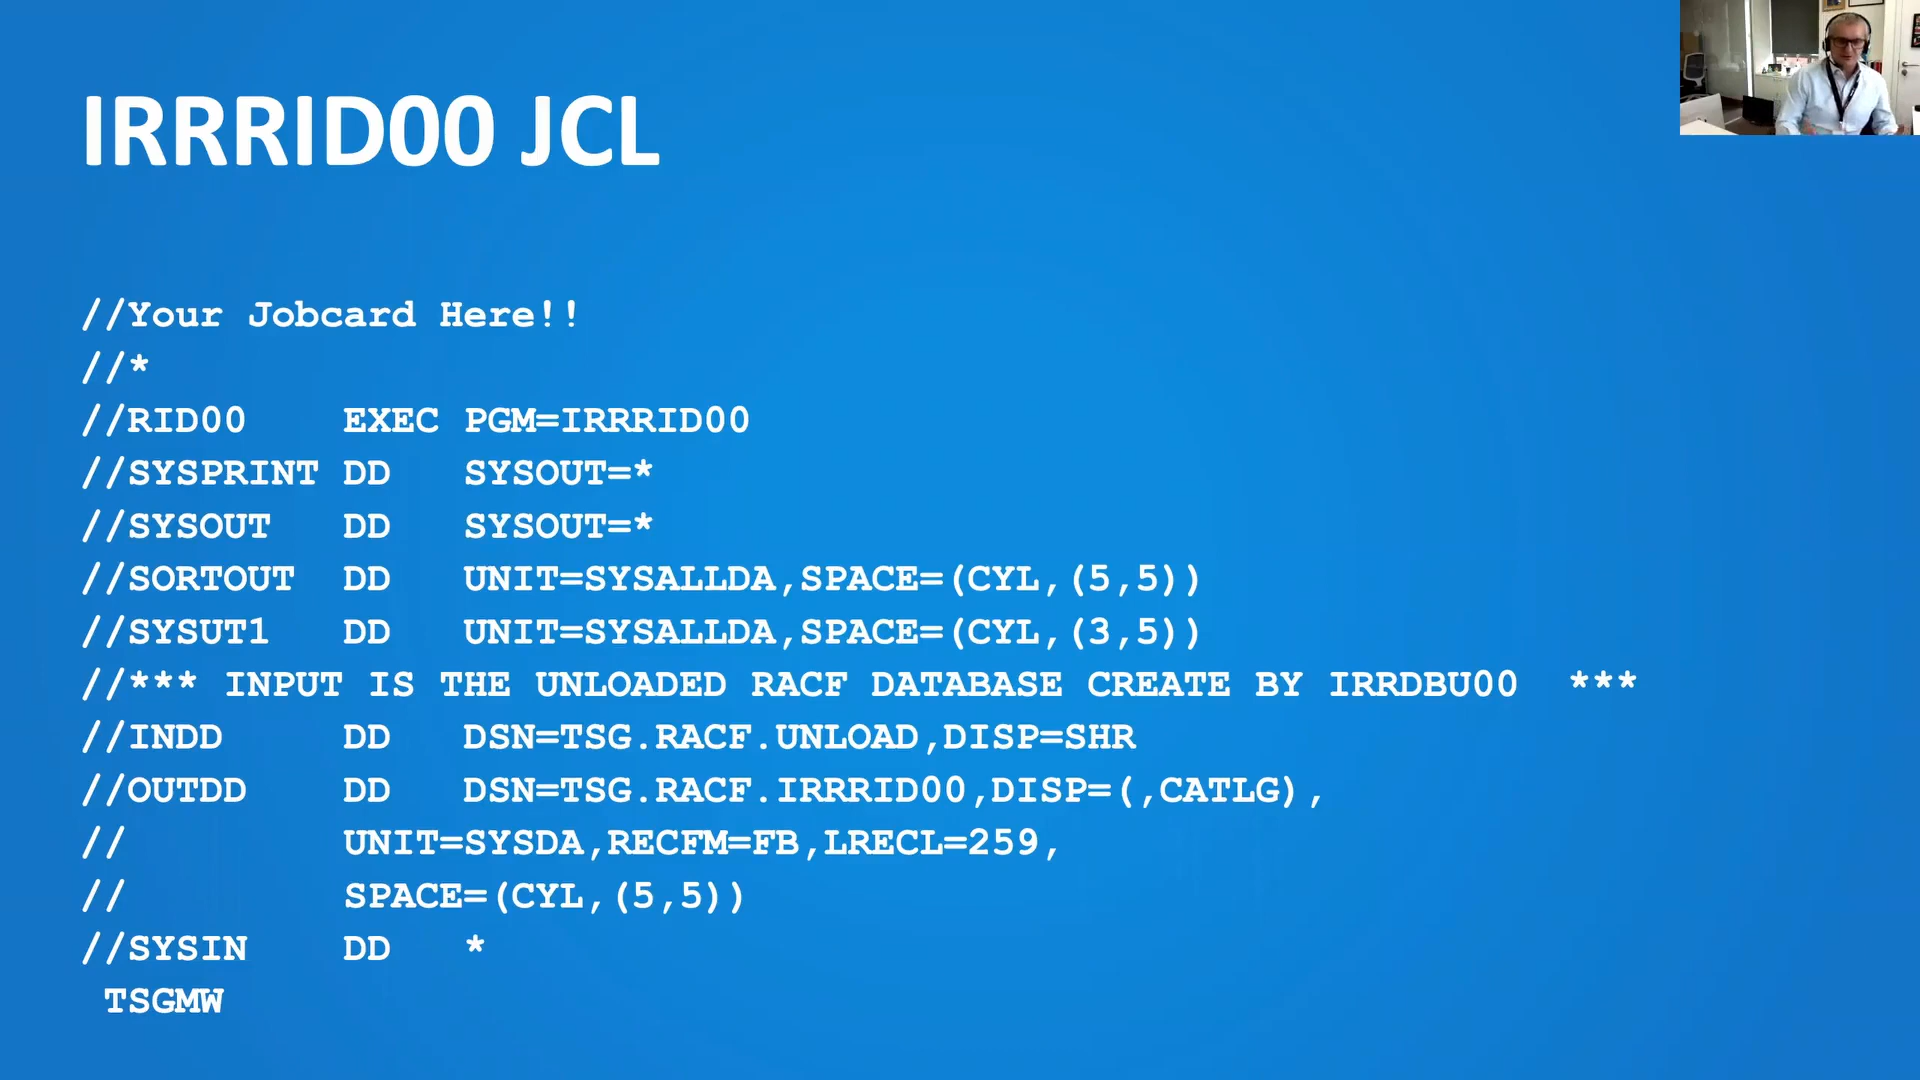 IRRRID00 JCL
//Your Jobcard Here!!
//*
//RID00    EXEC PGM=IRRRID00
//SYSPRINT DD   SYSOUT=*
//SYSOUT   DD   SYSOUT=*
//SORTOUT  DD   UNIT=SYSALLDA,SPACE=(CYL,(5,5))
//SYSUT1   DD   UNIT=SYSALLDA,SPACE=(CYL,(3,5))
//*** INPUT IS THE UNLOADED RACF DATABASE CREATE BY IRRDBU00  ***
//INDD     DD   DSN=TSG.RACF.UNLOAD,DISP=SHR
//OUTDD    DD   DSN=TSG.RACF.IRRRID00,DISP=(,CATLG),
//         UNIT=SYSDA,RECFM=FB,LRECL=259,
//         SPACE=(CYL,(5,5))
//SYSIN    DD   *
 TSGMW